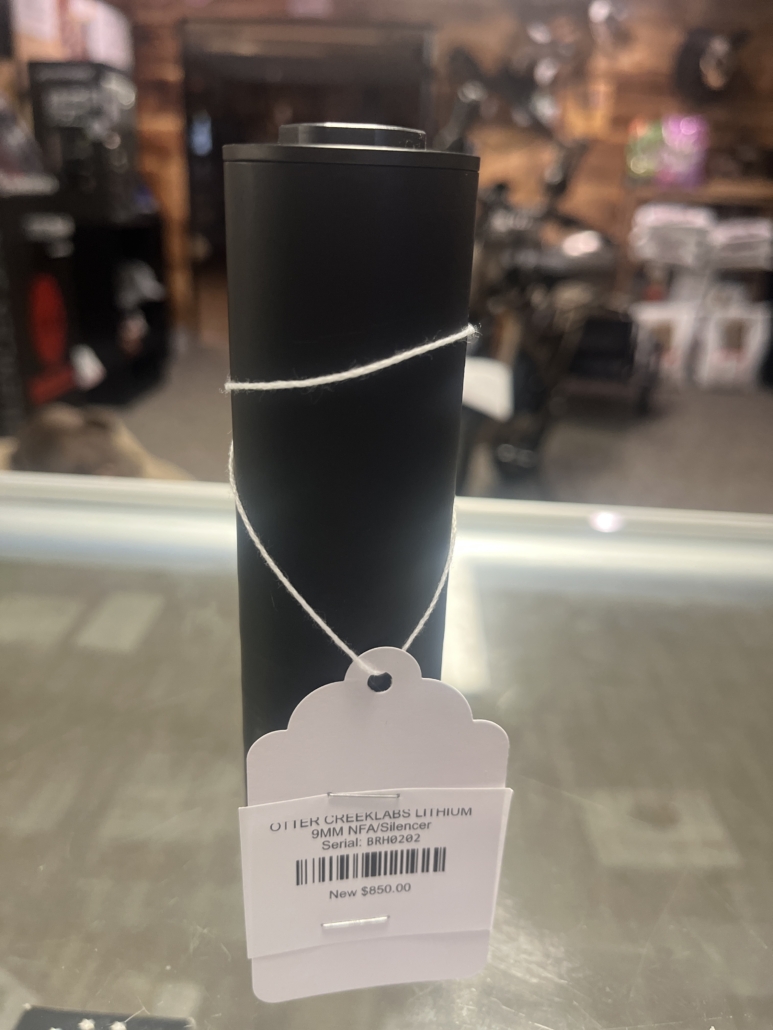 OTTER CREEKLABS LITHIUM
9MM NFA/Silencer
Serial: BRH0202
New $850.00